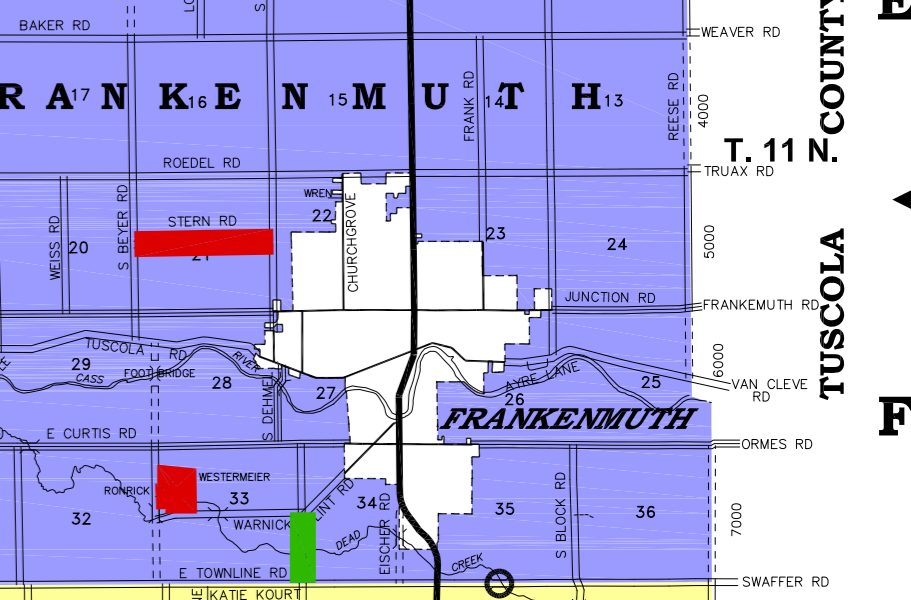 BAKER RD
WEAVER RD
COUNTY
RANKENMUTH
17
16
15
14
13
FRANK RD
REESE RD
4000
T. 11 N.
ROEDEL RD
TRUAX RD
WREN
CHURCHGROVE
STERN RD
S BEYER RD
WEISS RD
20
22
23
24
5000
JUNCTION RD
FRANKEMUTH RD
TUSCOLA
TUSCOLA RD
RIVER
29
CASS
FOOT BRIDGE
28
S DEHME
27
AYRE LANE
26
25
6000
VAN CLEVE
RD
FRANKENMUTH
E CURTIS RD
ORMES RD
F
RONRICK
WESTERMEIER
33
32
WARNICK
LINT RD
34
EISCHER RD
DEAD
CREEK
35
S BLOCK RD
36
7000
E TOWNLINE RD
SWAFFER RD
KATIE KOURT